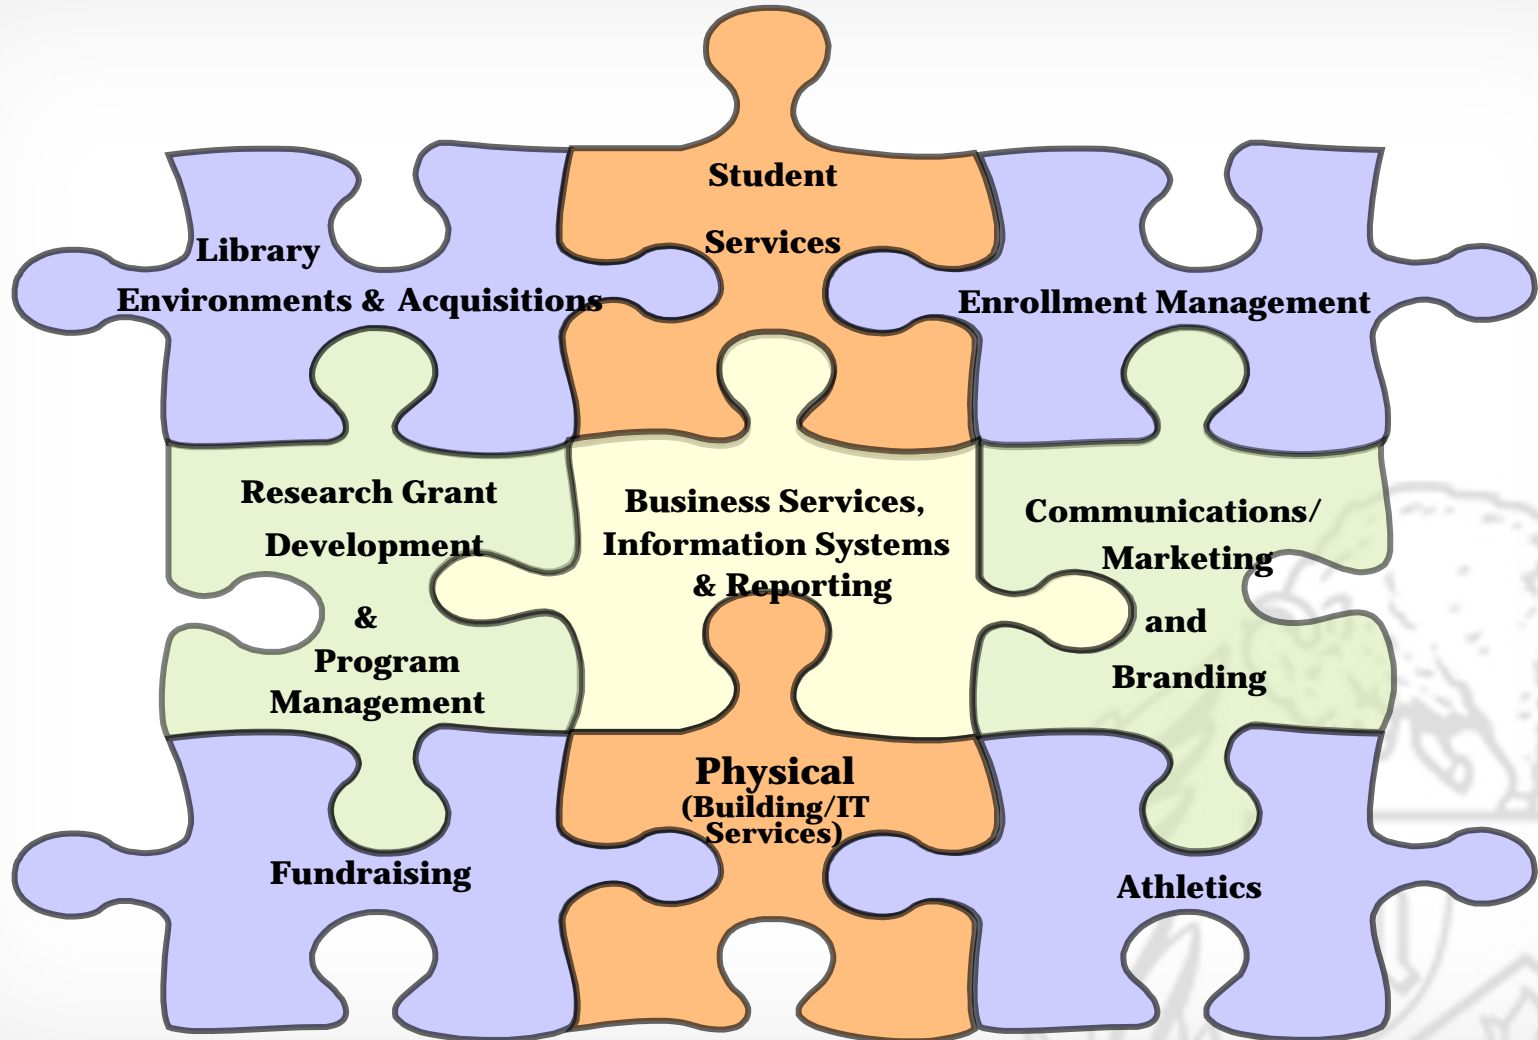 Student
Services
Library
Environments & Acquisitions
Enrollment Management
Research Grant
Development
&
Program
Management
Business Services,
Information Systems
& Reporting
Communications/
Marketing
and
Branding
Physical
(Building/IT
Services)
Fundraising
Athletics